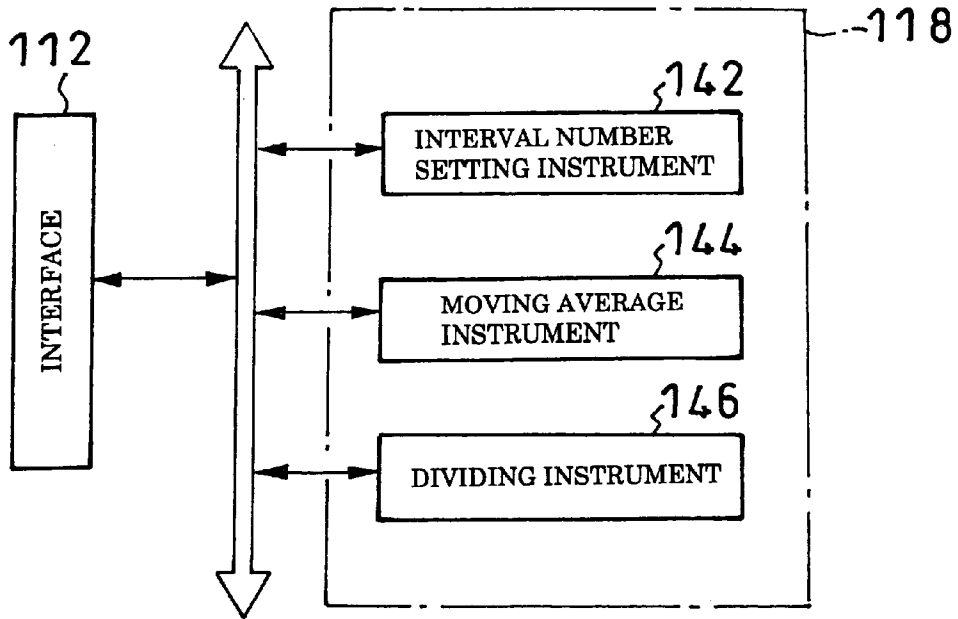 112
INTERFACE
118
142
INTERVAL NUMBER
SETTING INSTRUMENT
144
MOVING AVERAGE
INSTRUMENT
146
DIVIDING INSTRUMENT